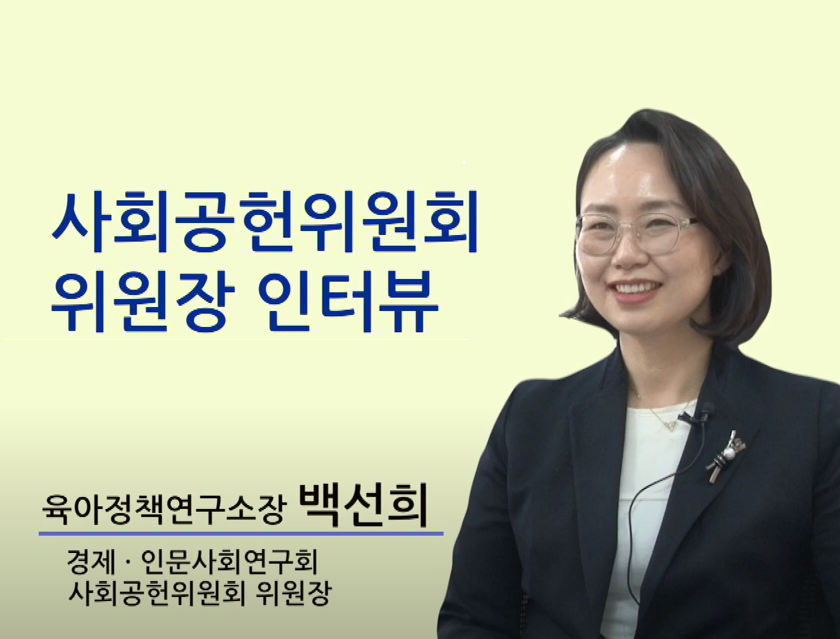 사회공헌위원회
위원장 인터뷰
육아정책연구소장 백선희
경제 · 인문사회연구회
사회공헌위원회 위원장